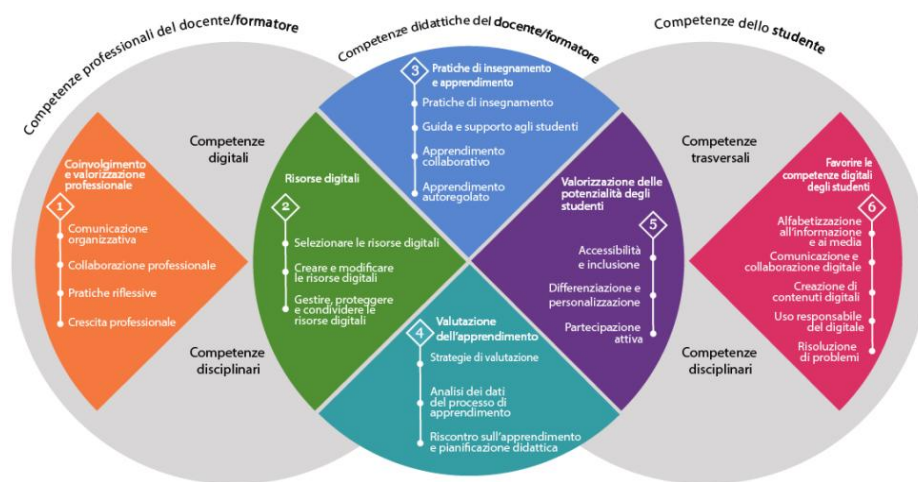 Competenze professionali del docente/formatore
Competenze didattiche del docente/formatore
Competenze dello studente
Competenze
digitali
Competenze
disciplinari
Competenze
trasversali
Competenze
disciplinari
Coinvolgimento
e valorizzazione
professionale
1
Comunicazione
organizzativa
Collaborazione professionale
Pratiche riflessive
Crescita professionale
Risorse digitali
2
Selezionare le risorse digitali
Creare e modificare
le risorse digitali
Gestire, proteggere
e condividere le
risorse digitali
3
Pratiche di insegnamento
e apprendimento
Pratiche di insegnamento
Guida e supporto agli studenti
Apprendimento
collaborativo
Apprendimento
autoregolato
4
Valutazione
dell'apprendimento
Strategie di valutazione
Analisi dei dati
del processo di
apprendimento
Riscontro sull'apprendimento
e pianificazione didattica
Valorizzazione delle
potenzialità degli
studenti
5
Accessibilità
e inclusione
Differenziazione e
personalizzazione
Partecipazione
attiva
Favorire le
competenze digitali
degli studenti
6
Alfabetizzazione
all'informazione
e ai media
Comunicazione e
collaborazione digitale
Creazione di
contenuti digitali
Uso responsabile
del digitale
Risoluzione
di problemi